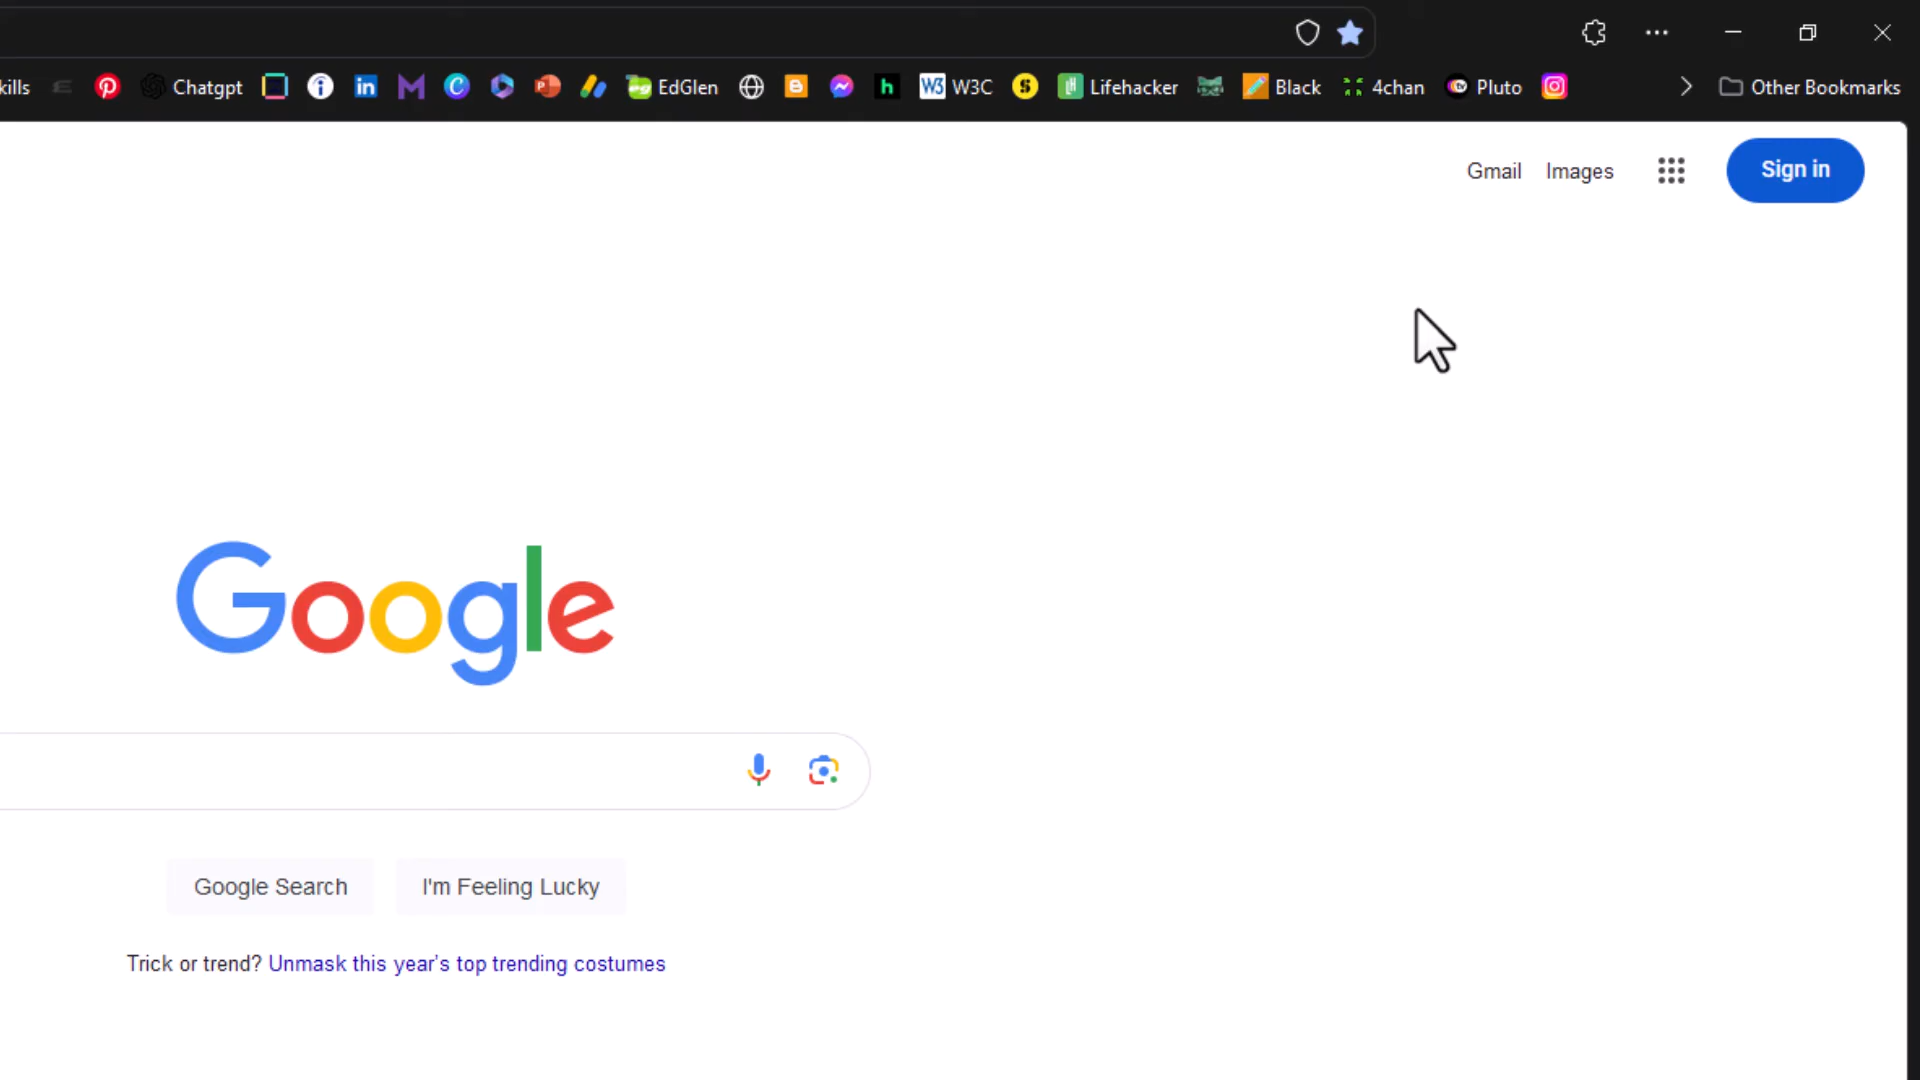 kills Chatgpt EdGlen W3C Lifehacker Black 4chan Pluto Other Bookmarks
Gmail Images Sign in
Google
Google Search I'm Feeling Lucky
Trick or trend? Unmask this year's top trending costumes